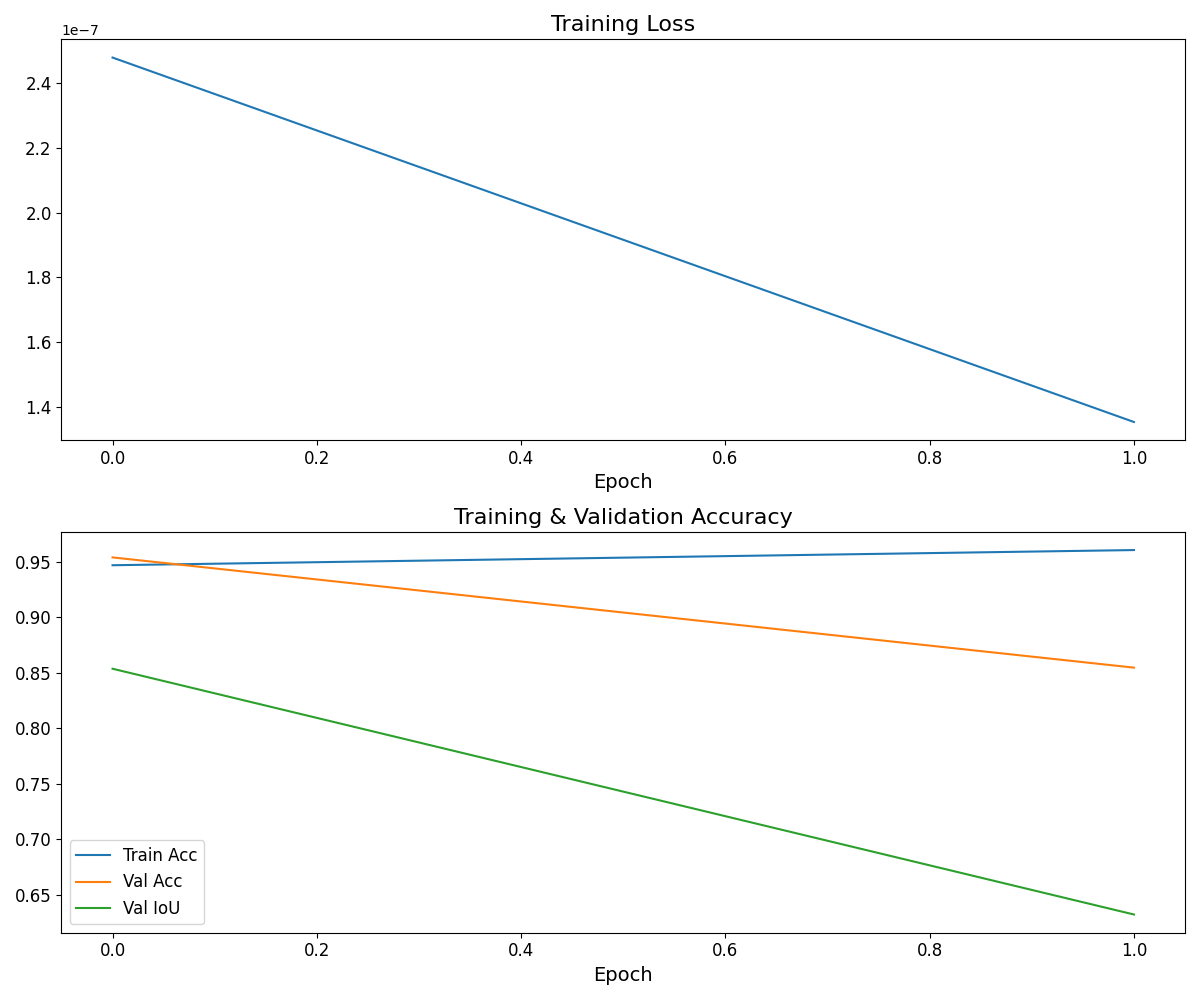 Training Loss
1e−7
2.4
2.2
2.0
1.8
1.6
1.4
0.0 0.2 0.4 0.6 0.8 1.0
Epoch
Training & Validation Accuracy
0.95
0.90
0.85
0.80
0.75
0.70
0.65
Train Acc
Val Acc
Val IoU
0.0 0.2 0.4 0.6 0.8 1.0
Epoch